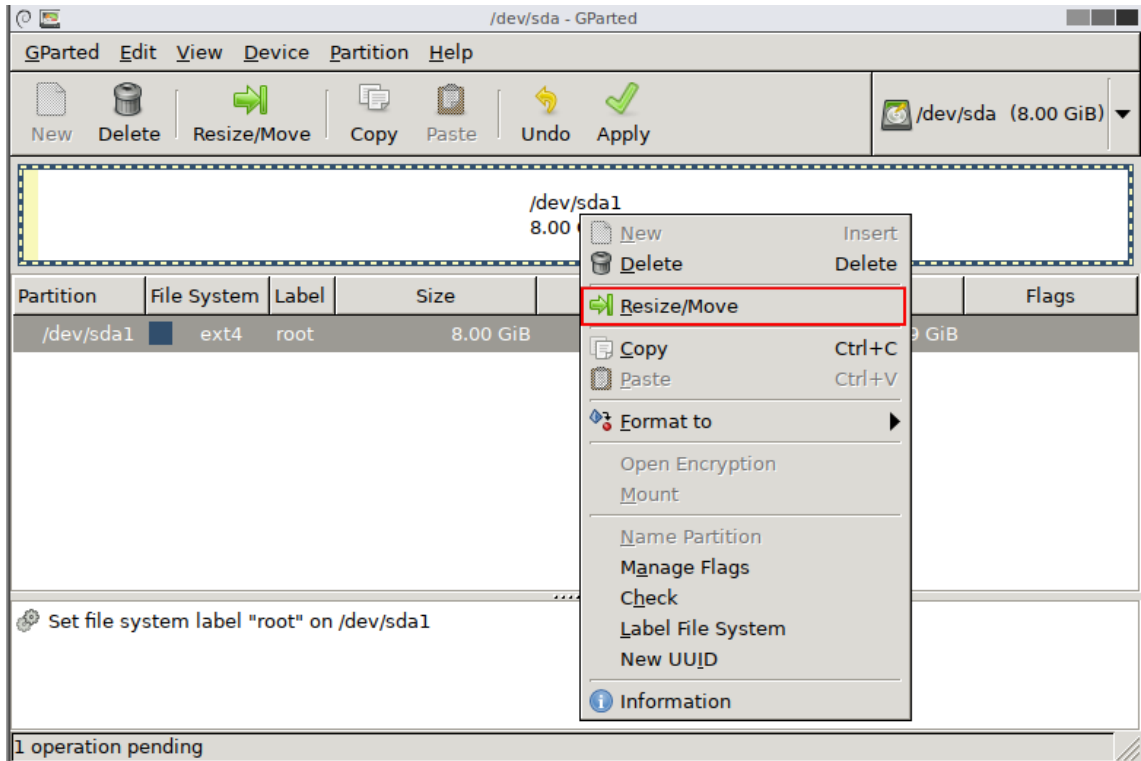 /dev/sda - GParted
GParted Edit View Device Partition Help
New Delete Resize/Move Copy Paste Undo Apply /dev/sda (8.00 GiB)
/dev/sda1
8.00
New Insert
Delete Delete
Partition File System Label Size Flags
Resize/Move
/dev/sda1 ext4 root 8.00 GiB GiB
Copy Ctrl+C
Paste Ctrl+V
Format to
Open Encryption
Mount
Name Partition
Manage Flags
Check
Set file system label "root" on /dev/sda1
Label File System
New UUID
Information
1 operation pending